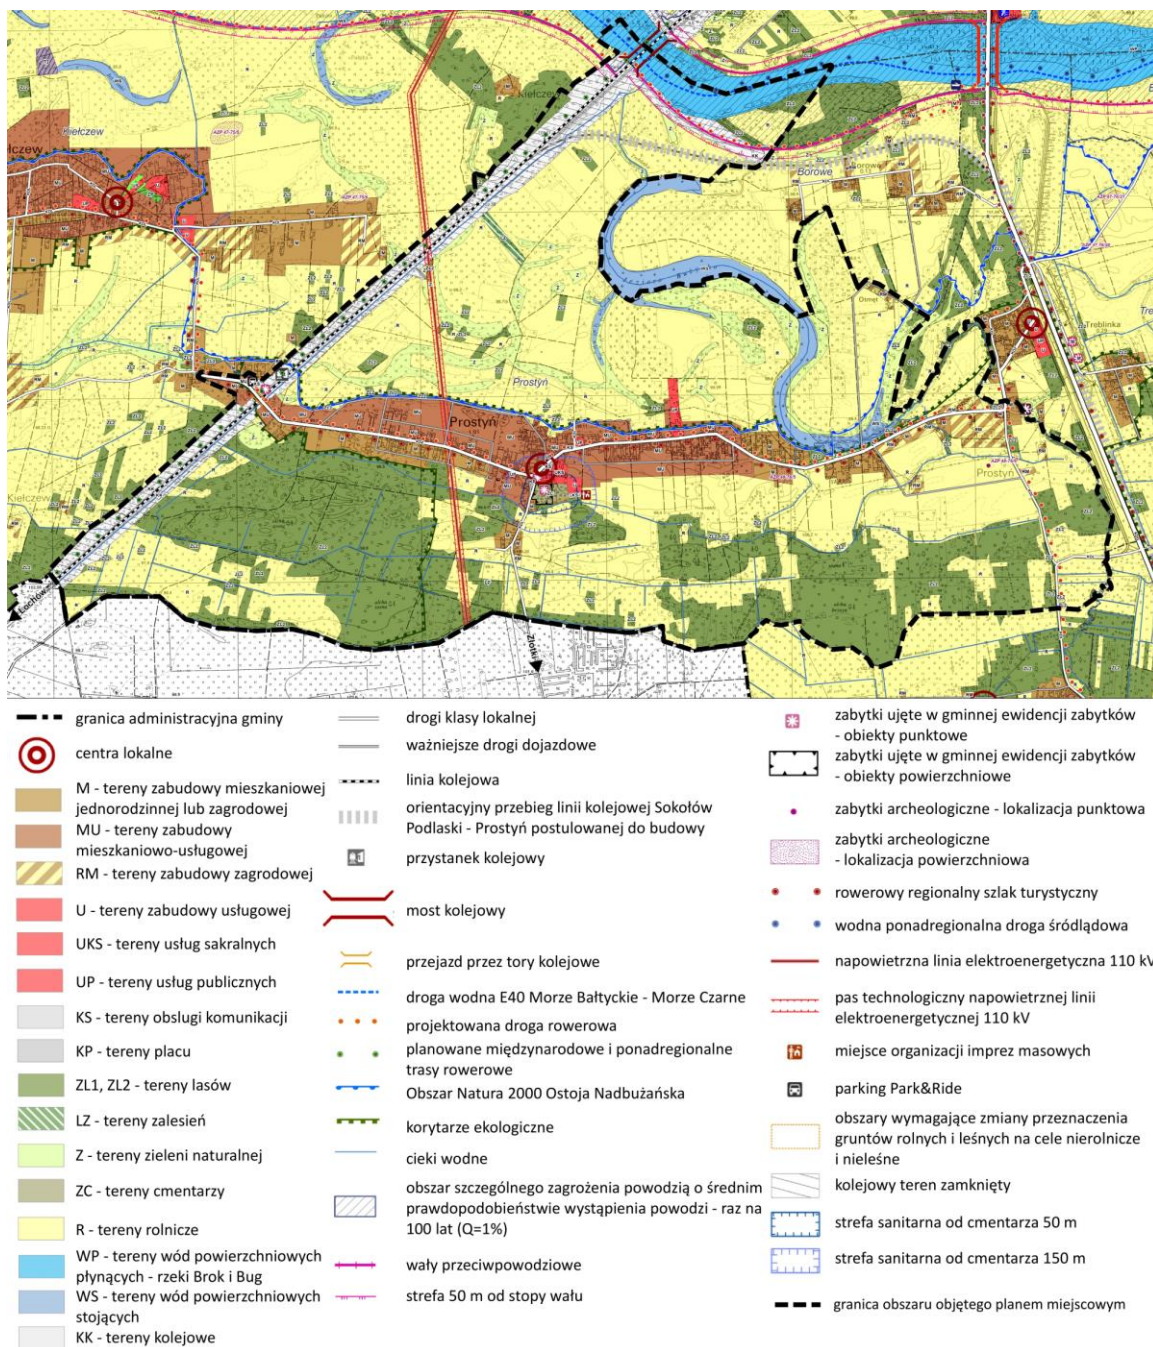 Kiełczew
Kiełczew
łczew
Borowe
Borowe
Osmęt
Treblinka
Prostyń
Prostyń
Prostyń
Kiełczew
Łochów
Złotki
granica administracyjna gminy
centra lokalne
M - tereny zabudowy mieszkaniowej
jednorodzinnej lub zagrodowej
MU - tereny zabudowy
mieszkaniowo-usługowej
RM - tereny zabudowy zagrodowej
U - tereny zabudowy usługowej
UKS - tereny usług sakralnych
UP - tereny usług publicznych
KS - tereny obslugi komunikacji
KP - tereny placu
ZL1, ZL2 - tereny lasów
LZ - tereny zalesień
Z - tereny zieleni naturalnej
ZC - tereny cmentarzy
R - tereny rolnicze
WP - tereny wód powierzchniowych
płynących - rzeki Brok i Bug
WS - tereny wód powierzchniowych
stojących
KK - tereny kolejowe
drogi klasy lokalnej
ważniejsze drogi dojazdowe
linia kolejowa
orientacyjny przebieg linii kolejowej Sokołów
Podlaski - Prostyń postulowanej do budowy
przystanek kolejowy
most kolejowy
przejazd przez tory kolejowe
droga wodna E40 Morze Bałtyckie - Morze Czarne
projektowana droga rowerowa
planowane międzynarodowe i ponadregionalne
trasy rowerowe
Obszar Natura 2000 Ostoja Nadbużańska
korytarze ekologiczne
cieki wodne
obszar szczególnego zagrożenia powodzią o średnim
prawdopodobieństwie wystąpienia powodzi - raz na
100 lat (Q=1%)
wały przeciwpowodziowe
strefa 50 m od stopy wału
zabytki ujęte w gminnej ewidencji zabytków
- obiekty punktowe
zabytki ujęte w gminnej ewidencji zabytków
- obiekty powierzchniowe
zabytki archeologiczne - lokalizacja punktowa
zabytki archeologiczne
- lokalizacja powierzchniowa
rowerowy regionalny szlak turystyczny
wodna ponadregionalna droga śródlądowa
napowietrzna linia elektroenergetyczna 110 kV
pas technologiczny napowietrznej linii
elektroenergetycznej 110 kV
miejsce organizacji imprez masowych
parking Park&Ride
obszary wymagające zmiany przeznaczenia
gruntów rolnych i leśnych na cele nierolnicze
i nieleśne
kolejowy teren zamknięty
strefa sanitarna od cmentarza 50 m
strefa sanitarna od cmentarza 150 m
granica obszaru objętego planem miejscowym